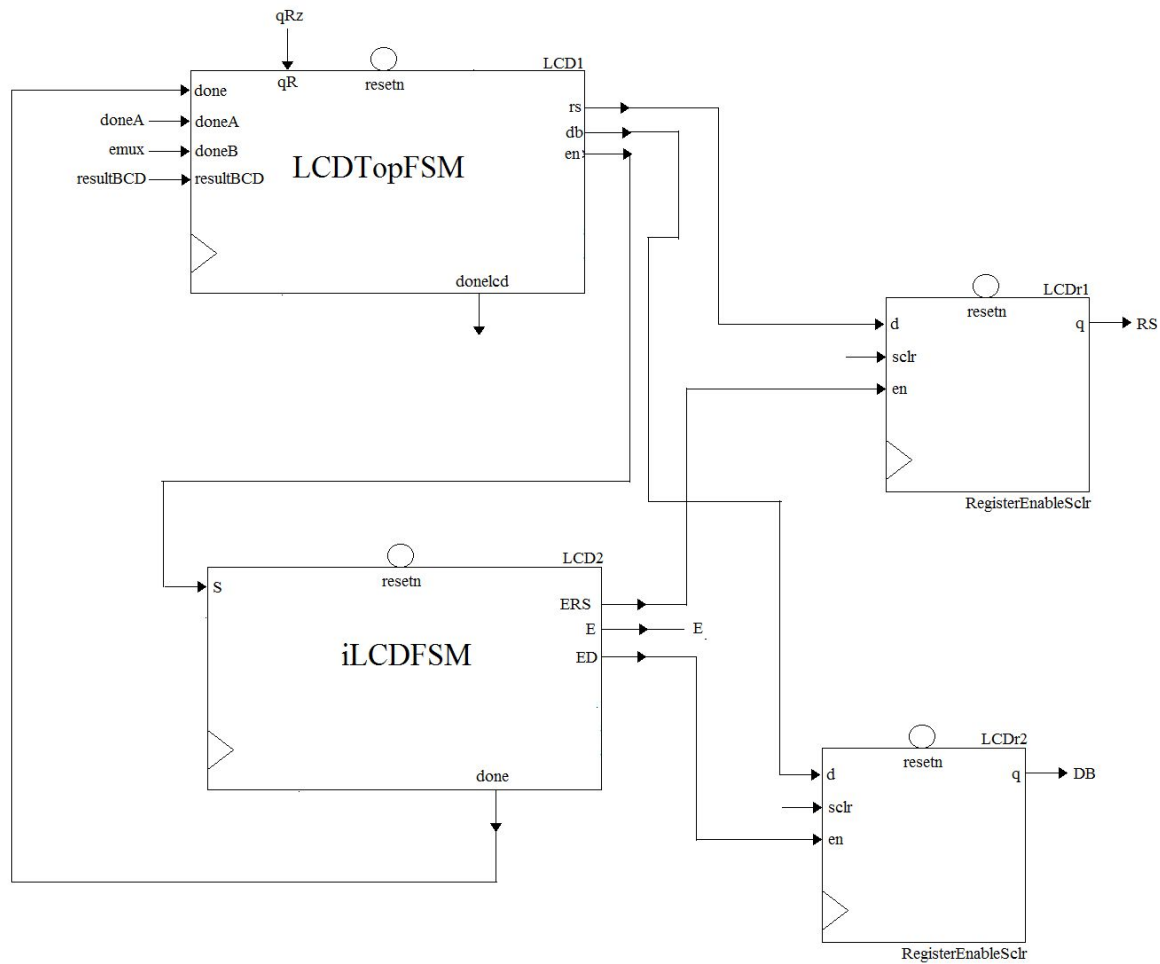 qRz
LCD1
qR
resetn
done
rs
doneA
doneA
db
emux
doneB
en
resultBCD
resultBCD
LCDTopFSM
donelcd
LCDr1
resetn
d
q
RS
sclr
en
RegisterEnableSclr
LCD2
resetn
S
ERS
E
E
ED
iLCDFSM
done
LCDr2
resetn
d
q
DB
sclr
en
RegisterEnableSclr